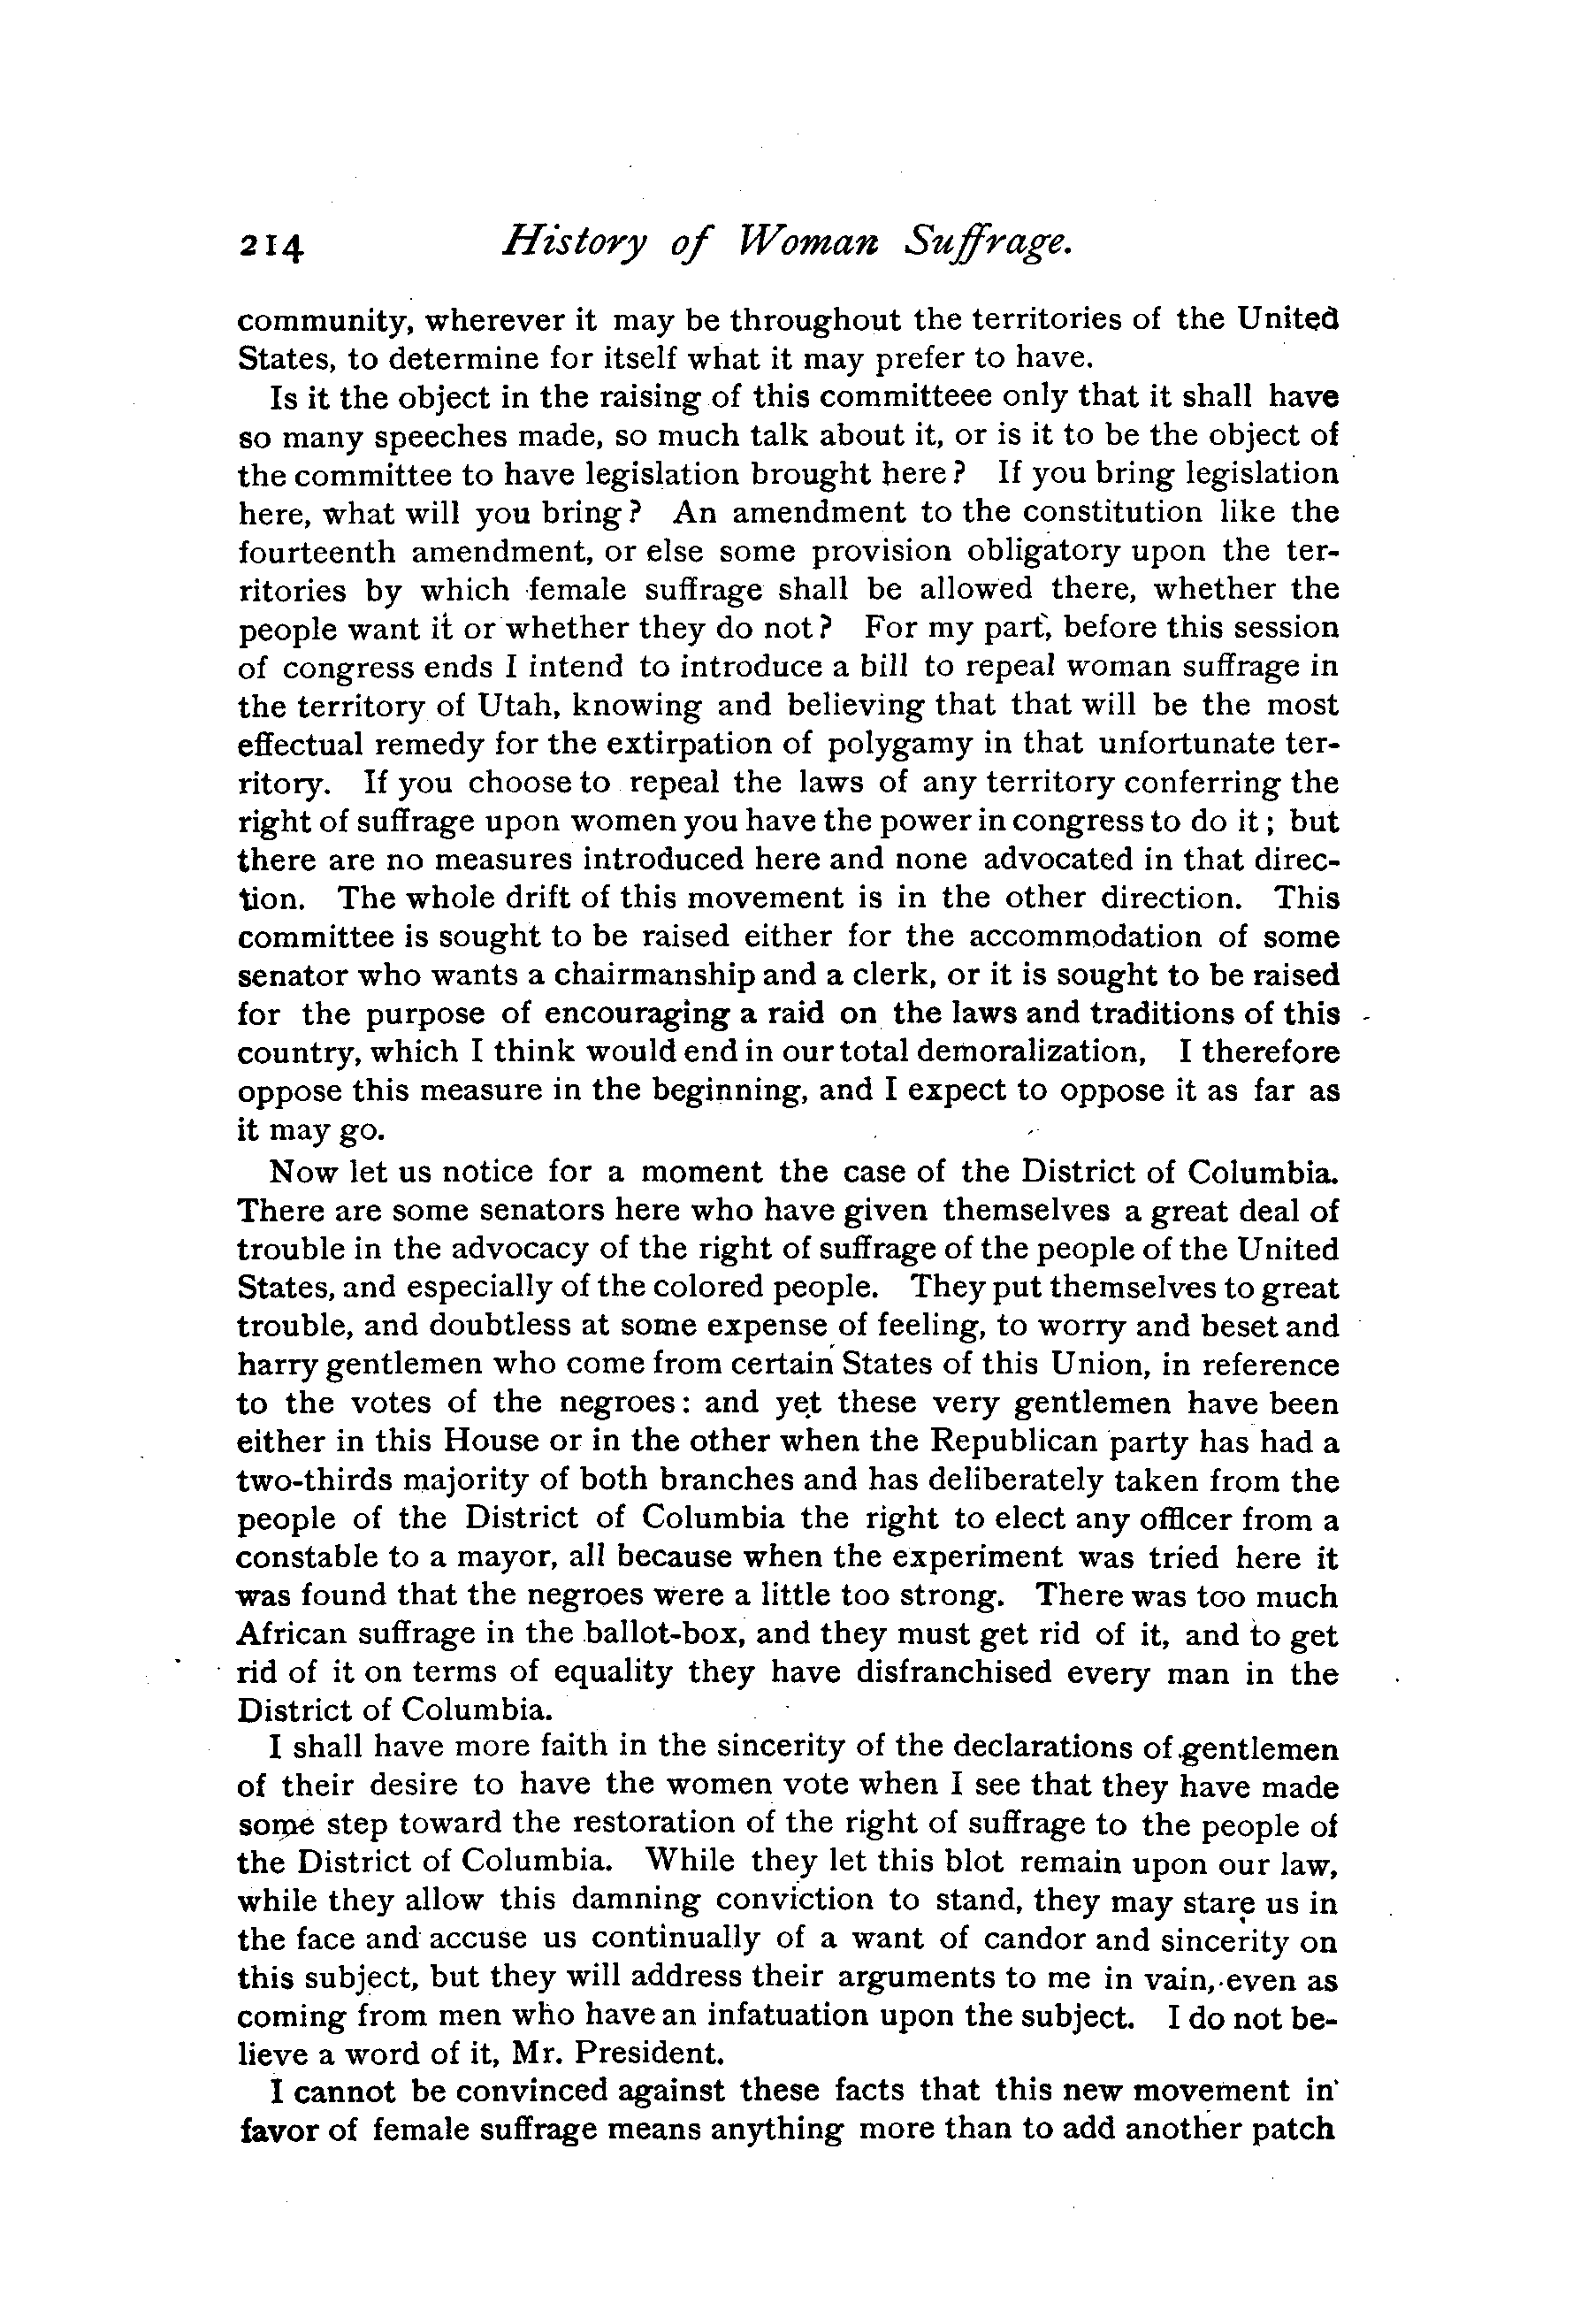 214 History of Woman Suffrage.
community, wherever it may be throughout the territories of the United
States, to determine for itself what it may prefer to have.
Is it the object in the raising of this committeee only that it shall have
so many speeches made, so much talk about it, or is it to be the object of
the committee to have legislation brought here? If you bring legislation
here, what will you bring? An amendment to the constitution like the
fourteenth amendment, or else some provision obligatory upon the ter-
ritories by which female suffrage shall be allowed there, whether the
people want it or whether they do not? For my part, before this session
of congress ends I intend to introduce a bill to repeal woman suffrage in
the territory of Utah, knowing and believing that that will be the most
effectual remedy for the extirpation of polygamy in that unfortunate ter-
ritory. If you choose to repeal the laws of any territory conferring the
right of suffrage upon women you have the power in congress to do it; but
there are no measures introduced here and none advocated in that direc-
tion. The whole drift of this movement is in the other direction. This
committee is sought to be raised either for the accommodation of some
senator who wants a chairmanship and a clerk, or it is sought to be raised
for the purpose of encouraging a raid on the laws and traditions of this
country, which I think would end in our total demoralization, I therefore
oppose this measure in the beginning, and I expect to oppose it as far as
it may go.
Now let us notice for a moment the case of the District of Columbia.
There are some senators here who have given themselves a great deal of
trouble in the advocacy of the right of suffrage of the people of the United
States, and especially of the colored people. They put themselves to great
trouble, and doubtless at some expense of feeling, to worry and beset and
harry gentlemen who come from certain States of this Union, in reference
to the votes of the negroes: and yet these very gentlemen have been
either in this House or in the other when the Republican party has had a
two-thirds majority of both branches and has deliberately taken from the
people of the District of Columbia the right to elect any officer from a
constable to a mayor, all because when the experiment was tried here it
was found that the negroes were a little too strong. There was too much
African suffrage in the ballot-box, and they must get rid of it, and to get
rid of it on terms of equality they have disfranchised every man in the
District of Columbia.
I shall have more faith in the sincerity of the declarations of gentlemen
of their desire to have the women vote when I see that they have made
some step toward the restoration of the right of suffrage to the people of
the District of Columbia. While they let this blot remain upon our law,
while they allow this damning conviction to stand, they may stare us in
the face and accuse us continually of a want of candor and sincerity on
this subject, but they will address their arguments to me in vain, even as
coming from men who have an infatuation upon the subject. I do not be-
lieve a word of it, Mr. President.
I cannot be convinced against these facts that this new movement in
favor of female suffrage means anything more than to add another patch